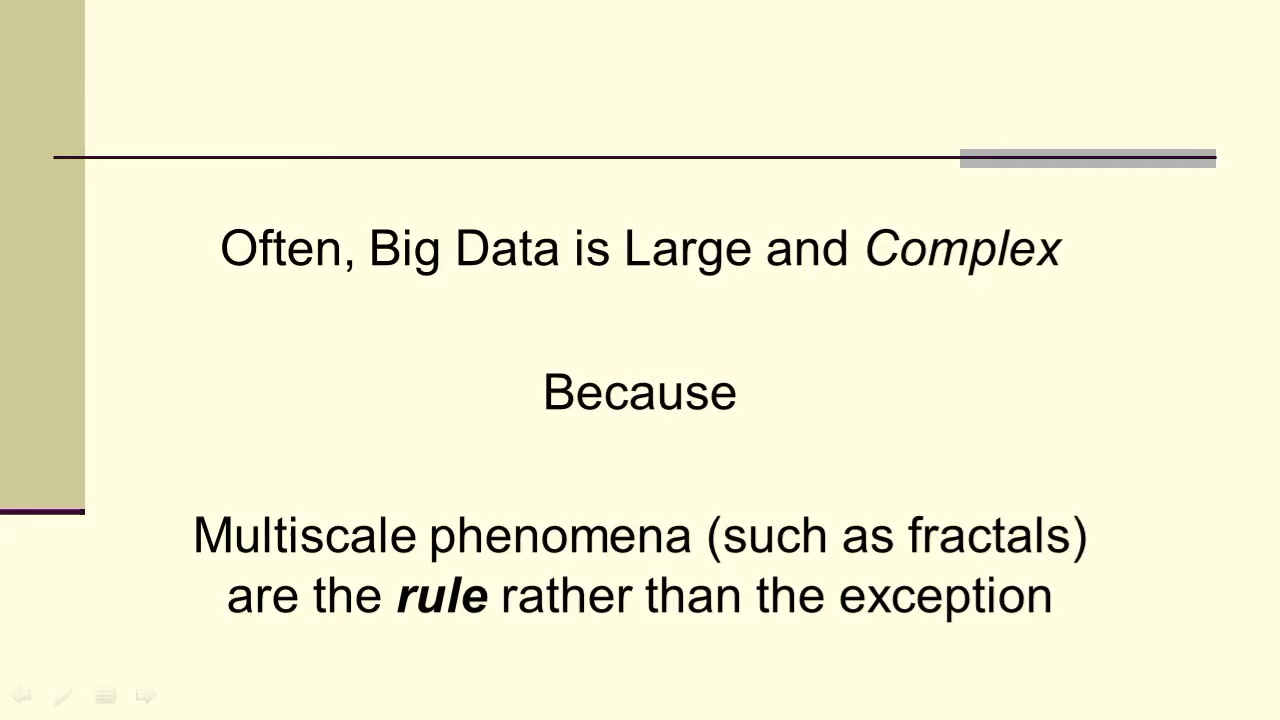 Often, Big Data is Large and Complex
Because
Multiscale phenomena (such as fractals)
are the rule rather than the exception